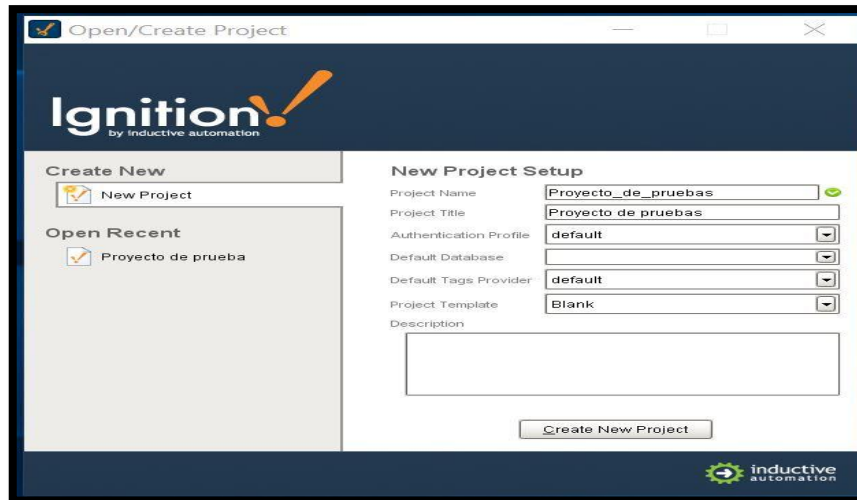 Open/Create Project
Ignition!
by inductive automation
Create New
New Project
Open Recent
Proyecto de prueba
New Project Setup
Project Name Proyecto_de_pruebas
Project Title Proyecto de pruebas
Authentication Profile default
Default Database
Default Tags Provider default
Project Template Blank
Description
Create New Project
inductive
automation